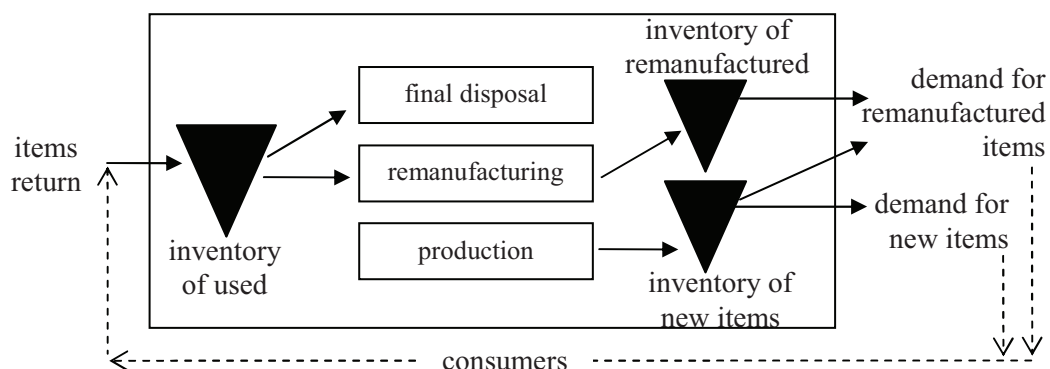 items
return
inventory
of used
final disposal
remanufacturing
production
inventory of
remanufactured
inventory of
new items
demand for
remanufactured
items
demand for
new items
consumers